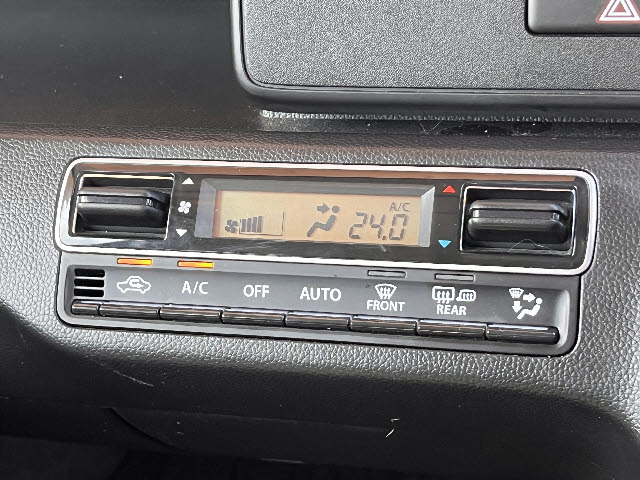 A/C
24.0
A/C OFF AUTO FRONT REAR